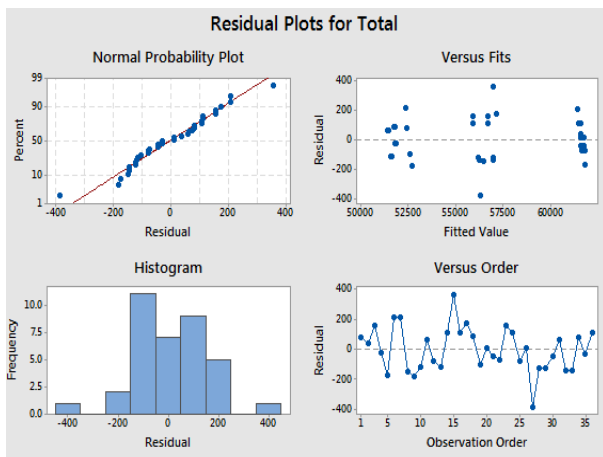 Residual Plots for Total
Normal Probability Plot
99
90
50
10
1
Percent
-400 -200 0 200 400
Residual
Versus Fits
400
200
0
-200
-400
Residual
50000 52500 55000 57500 60000
Fitted Value
Histogram
10.0
7.5
5.0
2.5
0.0
Frequency
-400 -200 0 200 400
Residual
Versus Order
400
200
0
-200
-400
Residual
1 5 10 15 20 25 30 35
Observation Order